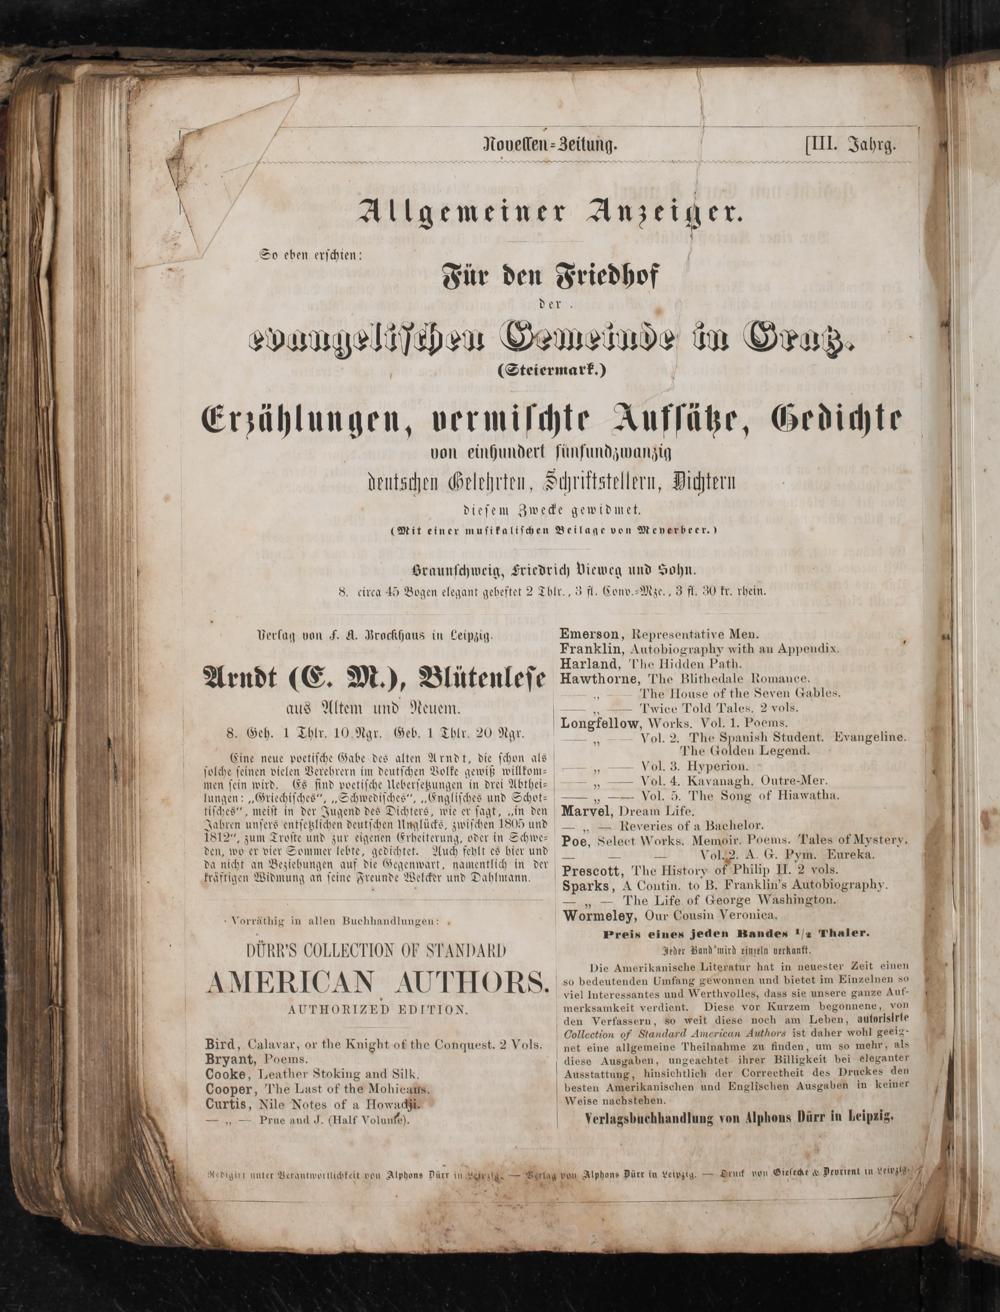 Novellen-Zeitung. [III. Jahrg.
Allgemeiner Anzeiger.
So eben erschien:
Für den Friedhof
der
evangelischen Gemeinde in Gratz.
(Steiermark.)
Erzählungen, vermischte Aufsätze, Gedichte
von einhundert fünfundzwanzig
deutschen Gelehrten, Schriftstellern, Dichtern
diesem Zwecke gewidmet.
(Mit einer musikalischen Beilage von Meyerbeer.)
Braunschweig, Friedrich Vieweg und Sohn.
8. circa 45 Bogen elegant geheftet 2 Thlr., 3 fl. Conv.-Mze., 3 fl. 30 kr. rhein.
Verlag von F. A. Brockhaus in Leipzig.
Arndt (E. M.), Blütenlese
aus Altem und Neuem.
8. Geh. 1 Thlr. 10 Ngr. Geb. 1 Thlr. 20 Ngr.
Eine neue poetische Gabe des alten Arndt, die schon als
solche seinen vielen Verehrern im deutschen Volke gewiß willkom-
men sein wird. Es sind poetische Uebersetzungen in drei Abthei-
lungen: „Griechisches“, „Schwedisches“, „Englisches und Schot-
tisches“, meist in der Jugend des Dichters, wie er sagt, „in den
Jahren unsers entsetzlichen deutschen Unglücks, zwischen 1805 und
1812“, zum Troste und zur eigenen Erheiterung, oder in Schwe-
den, wo er vier Sommer lebte, gedichtet. Auch fehlt es hier und
da nicht an Beziehungen auf die Gegenwart, namentlich in der
kräftigen Widmung an seine Freunde Welcker und Dahlmann.
Vorräthig in allen Buchhandlungen:
DÜRR'S COLLECTION OF STANDARD
AMERICAN AUTHORS.
AUTHORIZED EDITION.
Bird, Calavar, or the Knight of the Conquest. 2 Vols.
Bryant, Poems.
Cooke, Leather Stoking and Silk.
Cooper, The Last of the Mohicans.
Curtis, Nile Notes of a Howadji.
— „ — Prue and J. (Half Volume).
Emerson, Representative Men.
Franklin, Autobiography with an Appendix.
Harland, The Hidden Path.
Hawthorne, The Blithedale Romance.
— „ — The House of the Seven Gables.
— „ — Twice Told Tales. 2 vols.
Longfellow, Works. Vol. 1. Poems.
— „ — Vol. 2. The Spanish Student. Evangeline.
The Golden Legend.
— „ — Vol. 3. Hyperion.
— „ — Vol. 4. Kavanagh. Outre-Mer.
— „ — Vol. 5. The Song of Hiawatha.
Marvel, Dream Life.
— „ — Reveries of a Bachelor.
Poe, Select Works. Memoir. Poems. Tales of Mystery.
— — — Vol. 2. A. G. Pym. Eureka.
Prescott, The History of Philip II. 2 vols.
Sparks, A Contin. to B. Franklin's Autobiography.
— „ — The Life of George Washington.
Wormeley, Our Cousin Veronica.
Preis eines jeden Bandes 1/2 Thaler.
Jeder Band wird einzeln verkauft.
Die Amerikanische Literatur hat in neuester Zeit einen
so bedeutenden Umfang gewonnen und bietet im Einzelnen so
viel Interessantes und Werthvolles, dass sie unsere ganze Auf-
merksamkeit verdient. Diese vor Kurzem begonnene, von
den Verfassern, so weit diese noch am Leben, autorisirte
Collection of Standard American Authors ist daher wohl geeig-
net eine allgemeine Theilnahme zu finden, um so mehr, als
diese Ausgaben, ungeachtet ihrer Billigkeit bei eleganter
Ausstattung, hinsichtlich der Correctheit des Druckes den
besten Amerikanischen und Englischen Ausgaben in keiner
Weise nachstehen.
Verlagsbuchhandlung von Alphons Dürr in Leipzig.
Redigirt unter Verantwortlichkeit von Alphons Dürr in Leipzig. — Verlag von Alphons Dürr in Leipzig. — Druck von Giesecke & Devrient in Leipzig.